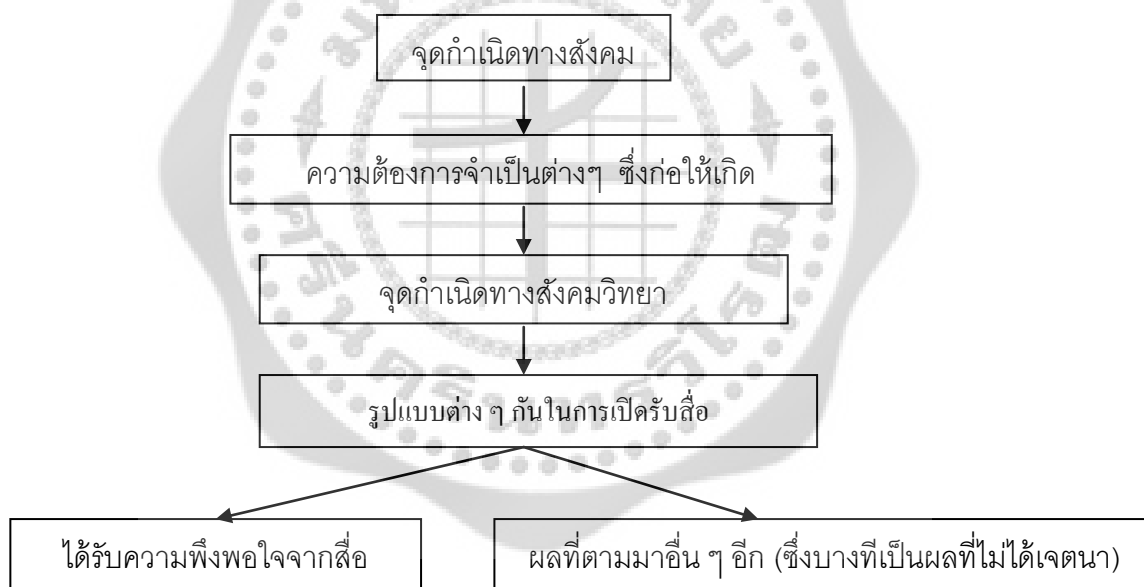 จุดกำเนิดทางสังคม
ความต้องการจำเป็นต่างๆ ซึ่งก่อให้เกิด
จุดกำเนิดทางสังคมวิทยา
รูปแบบต่าง ๆ กันในการเปิดรับสื่อ
ได้รับความพึงพอใจจากสื่อ
ผลที่ตามมาอื่น ๆ อีก (ซึ่งบางทีเป็นผลที่ไม่ได้เจตนา)